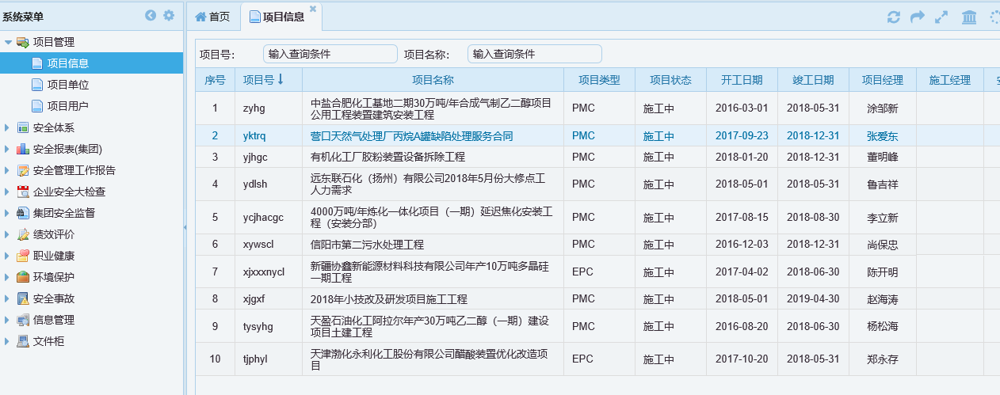 系统菜单
首页
项目信息
项目管理
项目信息
项目单位
项目用户
安全体系
安全报表(集团)
安全管理工作报告
企业安全大检查
集团安全监督
绩效评价
职业健康
环境保护
安全事故
信息管理
文件柜
项目号: 输入查询条件 项目名称: 输入查询条件
序号 项目号 项目名称 项目类型 项目状态 开工日期 竣工日期 项目经理 施工经理
1 zyhg 中盐合肥化工基地二期30万吨/年合成气制乙二醇项目 PMC 施工中 2016-03-01 2018-05-31 涂邹新
公用工程装置建筑安装工程
2 yktrq 营口天然气处理厂丙烷A罐缺陷处理服务合同 PMC 施工中 2017-09-23 2018-12-31 张爱东
3 yjhgc 有机化工厂胶粉装置设备拆除工程 PMC 施工中 2018-01-20 2018-12-31 董明峰
4 ydlsh 远东联石化（扬州）有限公司2018年5月份大修点工 PMC 施工中 2018-05-01 2018-05-31 鲁吉祥
人力需求
5 ycjhacgc 4000万吨/年炼化一体化项目（一期）延迟焦化安装工 PMC 施工中 2017-08-15 2018-08-30 李立新
程（安装分部）
6 xywscl 信阳市第二污水处理工程 PMC 施工中 2016-12-03 2018-12-31 尚保忠
7 xjxxxnycl 新疆协鑫新能源材料科技有限公司年产10万吨多晶硅 EPC 施工中 2017-04-02 2018-06-30 陈开明
一期工程
8 xjgxf 2018年小技改及研发项目施工工程 PMC 施工中 2018-05-01 2019-04-30 赵海涛
9 tysyhg 天盈石油化工阿拉尔年产30万吨乙二醇（一期）建设 PMC 施工中 2016-08-20 2018-06-30 杨松海
项目土建工程
10 tjphyl 天津渤化永利化工股份有限公司醋酸装置优化改造项 EPC 施工中 2017-10-20 2018-05-31 郑永存
目